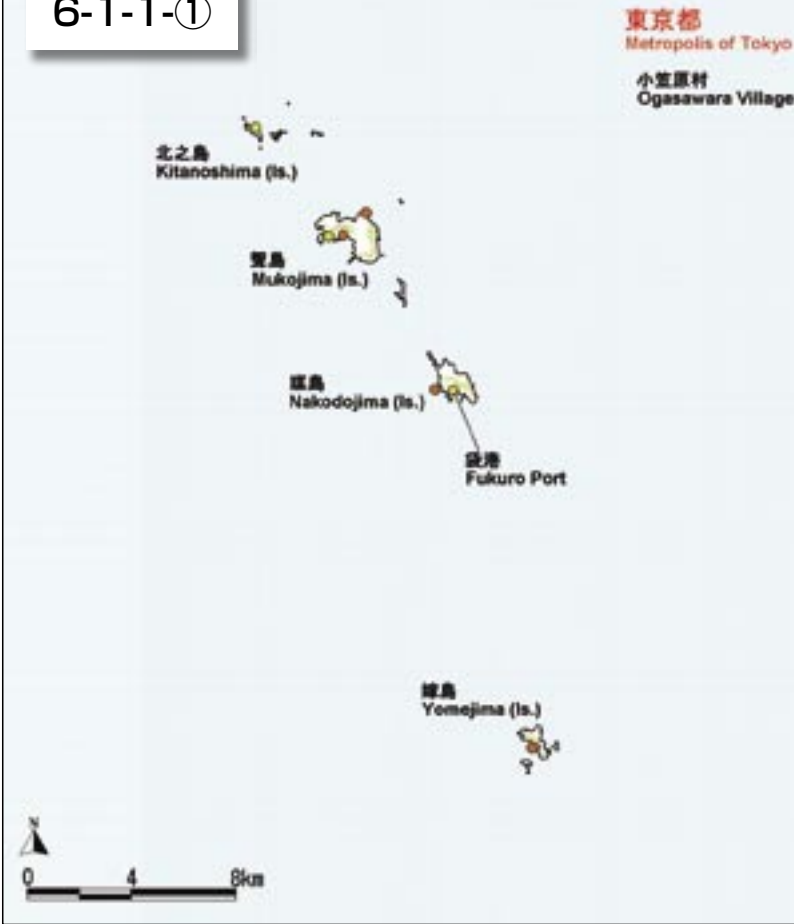 6-1-1-①
東京都
Metropolis of Tokyo
小笠原村
Ogasawara Village
北之島
Kitanoshima (Is.)
聟島
Mukojima (Is.)
媒島
Nakodojima (Is.)
袋港
Fukuro Port
嫁島
Yomejima (Is.)
N
0 4 8km